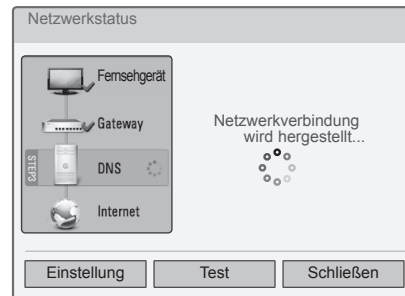 Netzwerkstatus
Fernsehgerät
Gateway
STEP3
DNS
Internet
Netzwerkverbindung
wird hergestellt...
Einstellung
Test
Schließen